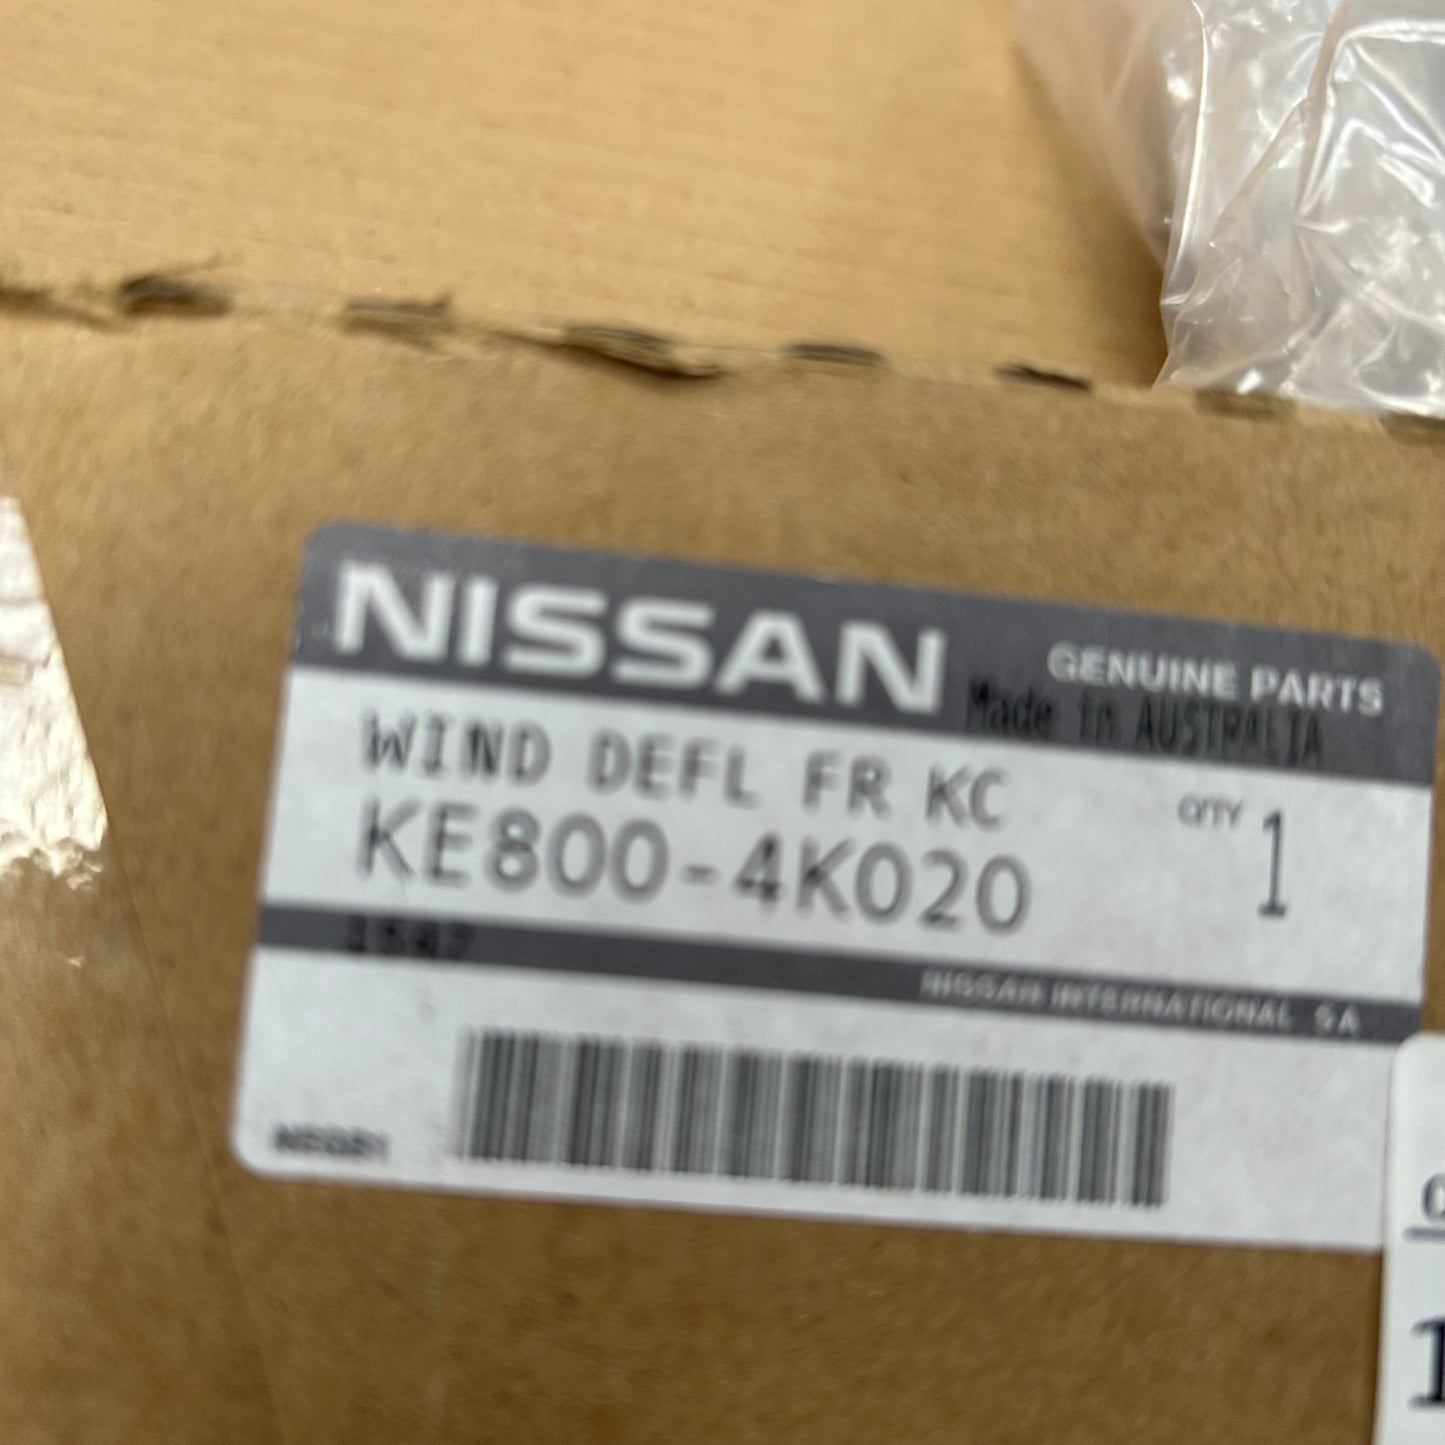 NISSAN GENUINE PARTS
Made in AUSTRALIA
WIND DEFL FR KC
QTY 1
KE800-4K020
NISSAN INTERNATIONAL SA